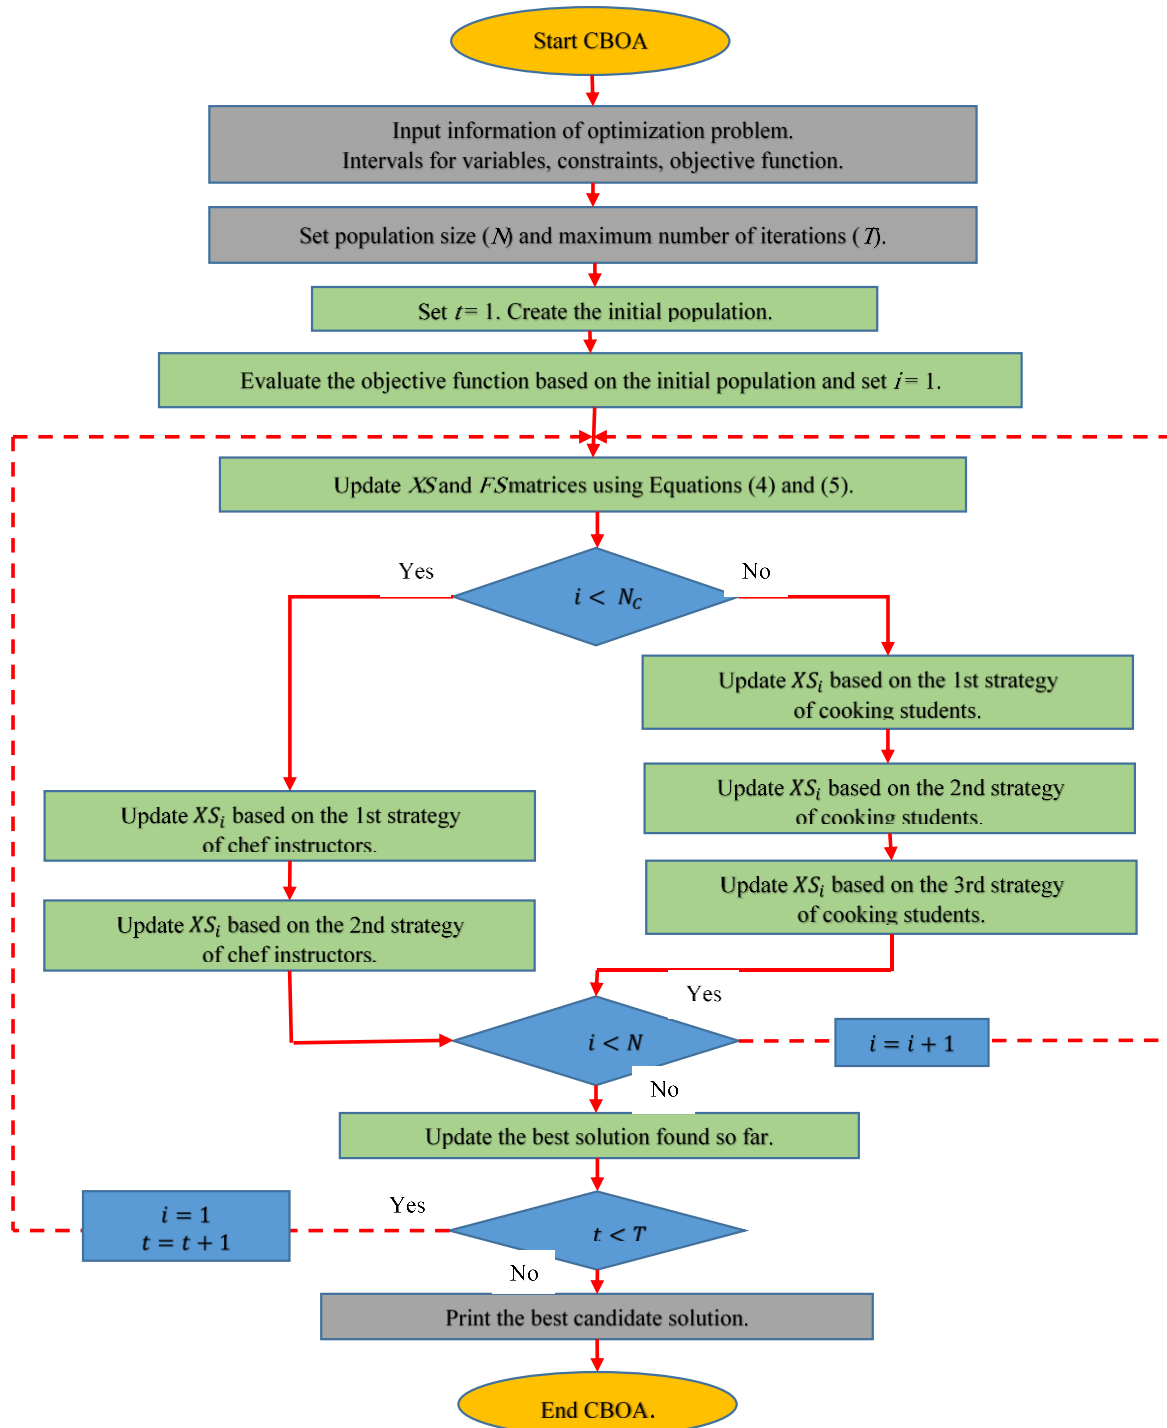 Start CBOA
Input information of optimization problem.
Intervals for variables, constraints, objective function.
Set population size (N) and maximum number of iterations (T).
Set t = 1. Create the initial population.
Evaluate the objective function based on the initial population and set i = 1.
Update XS and FS matrices using Equations (4) and (5).
Yes
i < N_C
No
Update XS_i based on the 1st strategy
of cooking students.
Update XS_i based on the 2nd strategy
of cooking students.
Update XS_i based on the 3rd strategy
of cooking students.
Update XS_i based on the 1st strategy
of chef instructors.
Update XS_i based on the 2nd strategy
of chef instructors.
Yes
i < N
i = i + 1
No
Update the best solution found so far.
Yes
i = 1
t = t + 1
t < T
No
Print the best candidate solution.
End CBOA.